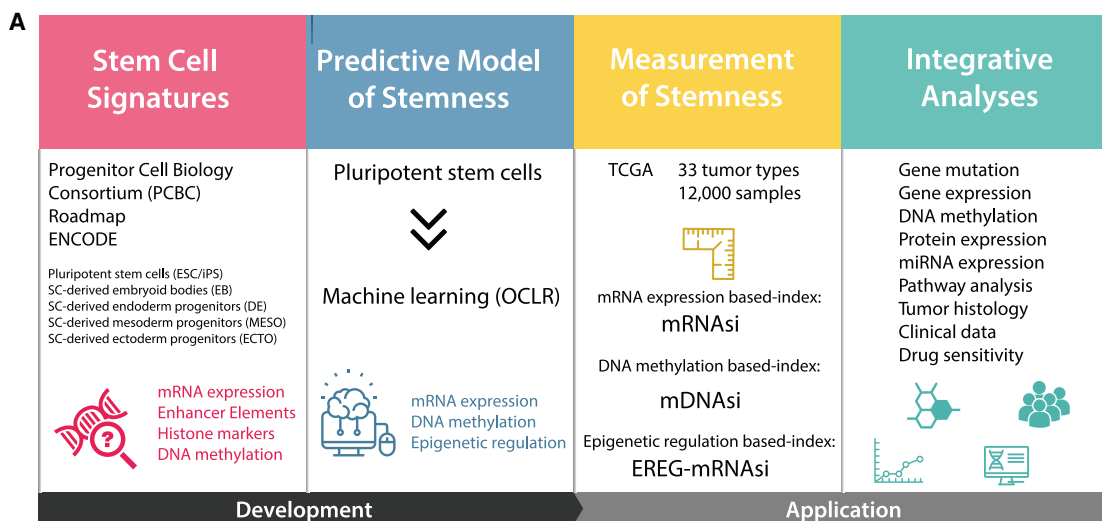 A
Stem Cell
Signatures
Predictive Model
of Stemness
Measurement
of Stemness
Integrative
Analyses
Progenitor Cell Biology
Consortium (PCBC)
Roadmap
ENCODE
Pluripotent stem cells (ESC/iPS)
SC-derived embryoid bodies (EB)
SC-derived endoderm progenitors (DE)
SC-derived mesoderm progenitors (MESO)
SC-derived ectoderm progenitors (ECTO)
?
mRNA expression
Enhancer Elements
Histone markers
DNA methylation
Pluripotent stem cells
Machine learning (OCLR)
mRNA expression
DNA methylation
Epigenetic regulation
TCGA 33 tumor types
12,000 samples
mRNA expression based-index:
mRNAsi
DNA methylation based-index:
mDNAsi
Epigenetic regulation based-index:
EREG-mRNAsi
Gene mutation
Gene expression
DNA methylation
Protein expression
miRNA expression
Pathway analysis
Tumor histology
Clinical data
Drug sensitivity
Development
Application